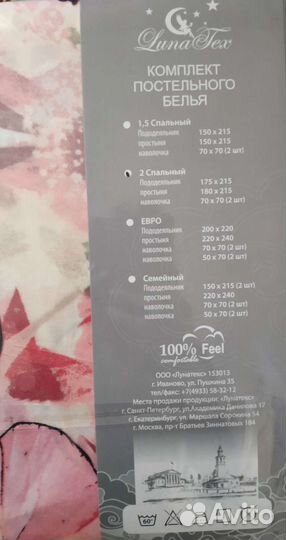 LunaTex
КОМПЛЕКТ
ПОСТЕЛЬНОГО
БЕЛЬЯ
1,5 Спальный
Пододеяльник 150 x 215
простыня 150 x 215
наволочка 70 x 70 (2 шт)
2 Спальный
Пододеяльник 175 x 215
простыня 180 x 215
наволочка 70 x 70 (2 шт)
ЕВРО
Пододеяльник 200 x 220
простыня 220 x 240
наволочка 70 x 70 (2 шт)
наволочка 50 x 70 (2 шт)
Семейный
Пододеяльник 150 x 215 (2 шт)
простыня 220 x 240
наволочка 70 x 70 (2 шт)
наволочка 50 x 70 (2 шт)
100% Feel
comfortable
ООО «Лунатекс» 153013
г. Иваново, ул. Пушкина 35
тел/факс: +7(4933) 58-32-12
Места продажи продукции: «Лунатекс»
г. Санкт-Петербург, ул.Академика Данилова 17
г. Екатеринбург, ул. Маршала Сорокина 54
г. Москва, пр-т Братьев Зиннатовых 184
60°
Avito